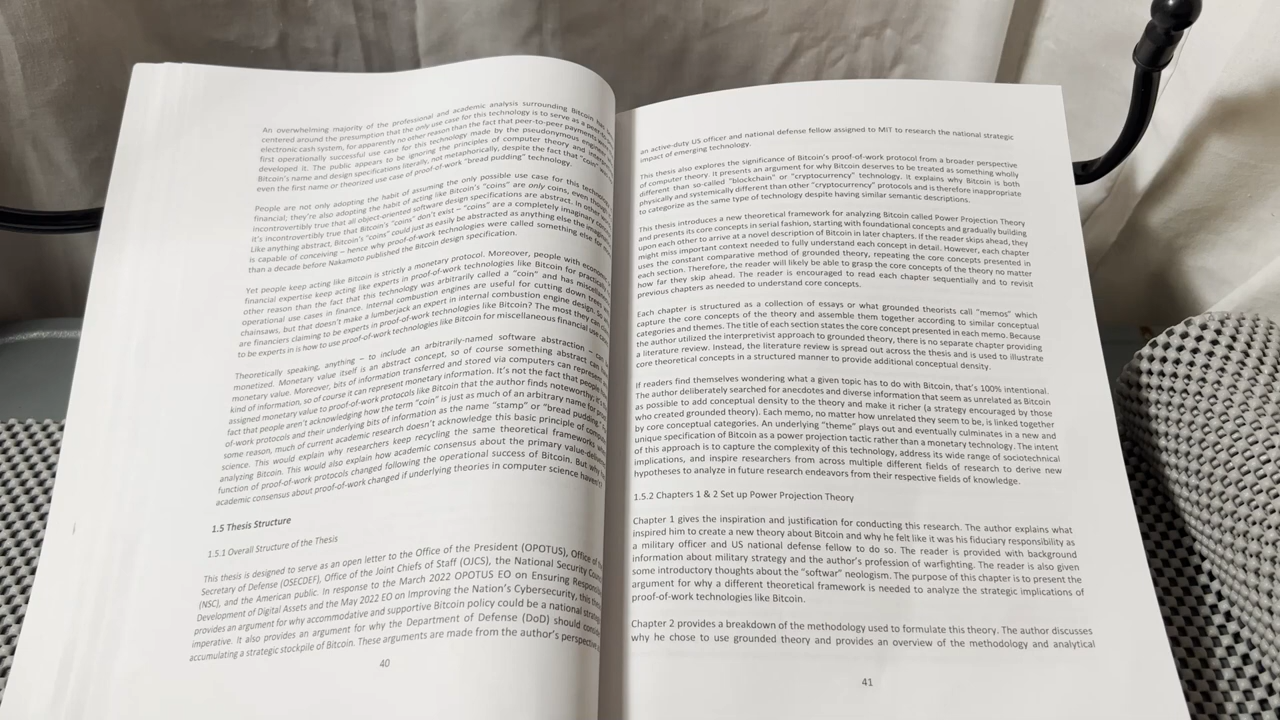 An overwhelming majority of the professional and academic analysis surrounding Bitcoin has
centered around the presumption that the only use case for this technology is to serve as a peer-
electronic cash system, for apparently no other reason than the fact that peer-to-peer payments
first operationally successful use case for this technology made by the pseudonymous engineer
developed it. The public appears to be ignoring the principles of computer theory and
Bitcoin's name and design specifications literally, not metaphorically, despite the fact that "coin"
even the first name or theorized use case of proof-of-work "bread pudding" technology.
People are not only adopting the habit of assuming the only possible use case for this
financial; they're also adopting the habit of acting like Bitcoin's "coins" are only coins, even though
incontrovertibly true that all object-oriented software design specifications are abstract. In other
it's incontrovertibly true that Bitcoin's "coins" don't exist – "coins" are a completely imaginary
Like anything abstract, Bitcoin's "coins" could just as easily be abstracted as anything else the
is capable of conceiving – hence why proof-of-work technologies were called something else for
than a decade before Nakamoto published the Bitcoin design specification.
Yet people keep acting like Bitcoin is strictly a monetary protocol. Moreover, people with
financial expertise keep acting like experts in proof-of-work technologies like Bitcoin for
other reason than the fact that this technology was arbitrarily called a "coin" and has
operational use cases in finance. Internal combustion engines are useful for cutting down trees
chainsaws, but that doesn't make a lumberjack an expert in internal combustion engine design.
are financiers claiming to be experts in proof-of-work technologies like Bitcoin? The most they can
to be experts in is how to use proof-of-work technologies like Bitcoin for miscellaneous financial use
Theoretically speaking, anything – to include an arbitrarily-named software abstraction –
monetized. Monetary value itself is an abstract concept, so of course something abstract can
monetary value. Moreover, bits of information transferred and stored via computers can represent
kind of information, so of course it can represent monetary information. It's not the fact that people
assigned monetary value to proof-of-work protocols like Bitcoin that the author finds noteworthy; it's
fact that people aren't acknowledging how the term "coin" is just as much of an arbitrary name for
of-work protocols and their underlying bits of information as the name "stamp" or "bread pudding."
some reason, much of current academic research doesn't acknowledge this basic principle of
science. This would explain why researchers keep recycling the same theoretical frameworks
analyzing Bitcoin. This would also explain how academic consensus about the primary value-
function of proof-of-work protocols changed following the operational success of Bitcoin. But why
academic consensus about proof-of-work changed if underlying theories in computer science haven't?
1.5 Thesis Structure
1.5.1 Overall Structure of the Thesis
This thesis is designed to serve as an open letter to the Office of the President (OPOTUS), Office of
Secretary of Defense (OSECDEF), Office of the Joint Chiefs of Staff (OJCS), the National Security
(NSC), and the American public. In response to the March 2022 OPOTUS EO on Ensuring
Development of Digital Assets and the May 2022 EO on Improving the Nation's Cybersecurity, this
provides an argument for why accommodative and supportive Bitcoin policy could be a national
imperative. It also provides an argument for why the Department of Defense (DoD) should
accumulating a strategic stockpile of Bitcoin. These arguments are made from the author's perspective
40
an active-duty US officer and national defense fellow assigned to MIT to research the national strategic
impact of emerging technology.
This thesis also explores the significance of Bitcoin's proof-of-work protocol from a broader perspective
of computer theory. It presents an argument for why Bitcoin deserves to be treated as something wholly
different than so-called "blockchain" or "cryptocurrency" technology. It explains why Bitcoin is both
physically and systemically different than other "cryptocurrency" protocols and is therefore inappropriate
to categorize as the same type of technology despite having similar semantic descriptions.
This thesis introduces a new theoretical framework for analyzing Bitcoin called Power Projection Theory
and presents its core concepts in serial fashion, starting with foundational concepts and gradually building
upon each other to arrive at a novel description of Bitcoin in later chapters. If the reader skips ahead, they
might miss important context needed to fully understand each concept in detail. However, each chapter
uses the constant comparative method of grounded theory, repeating the core concepts presented in
each section. Therefore, the reader will likely be able to grasp the core concepts of the theory no matter
how far they skip ahead. The reader is encouraged to read each chapter sequentially and to revisit
previous chapters as needed to understand core concepts.
Each chapter is structured as a collection of essays or what grounded theorists call "memos" which
capture the core concepts of the theory and assemble them together according to similar conceptual
categories and themes. The title of each section states the core concept presented in each memo. Because
the author utilized the interpretivist approach to grounded theory, there is no separate chapter providing
a literature review. Instead, the literature review is spread out across the thesis and is used to illustrate
core theoretical concepts in a structured manner to provide additional conceptual density.
If readers find themselves wondering what a given topic has to do with Bitcoin, that's 100% intentional.
The author deliberately searched for anecdotes and diverse information that seem as unrelated as Bitcoin
as possible to add conceptual density to the theory and make it richer (a strategy encouraged by those
who created grounded theory). Each memo, no matter how unrelated they seem to be, is linked together
by core conceptual categories. An underlying "theme" plays out and eventually culminates in a new and
unique specification of Bitcoin as a power projection tactic rather than a monetary technology. The intent
of this approach is to capture the complexity of this technology, address its wide range of sociotechnical
implications, and inspire researchers from across multiple different fields of research to derive new
hypotheses to analyze in future research endeavors from their respective fields of knowledge.
1.5.2 Chapters 1 & 2 Set up Power Projection Theory
Chapter 1 gives the inspiration and justification for conducting this research. The author explains what
inspired him to create a new theory about Bitcoin and why he felt like it was his fiduciary responsibility as
a military officer and US national defense fellow to do so. The reader is provided with background
information about military strategy and the author's profession of warfighting. The reader is also given
some introductory thoughts about the "softwar" neologism. The purpose of this chapter is to present the
argument for why a different theoretical framework is needed to analyze the strategic implications of
proof-of-work technologies like Bitcoin.
Chapter 2 provides a breakdown of the methodology used to formulate this theory. The author discusses
why he chose to use grounded theory and provides an overview of the methodology and analytical
41